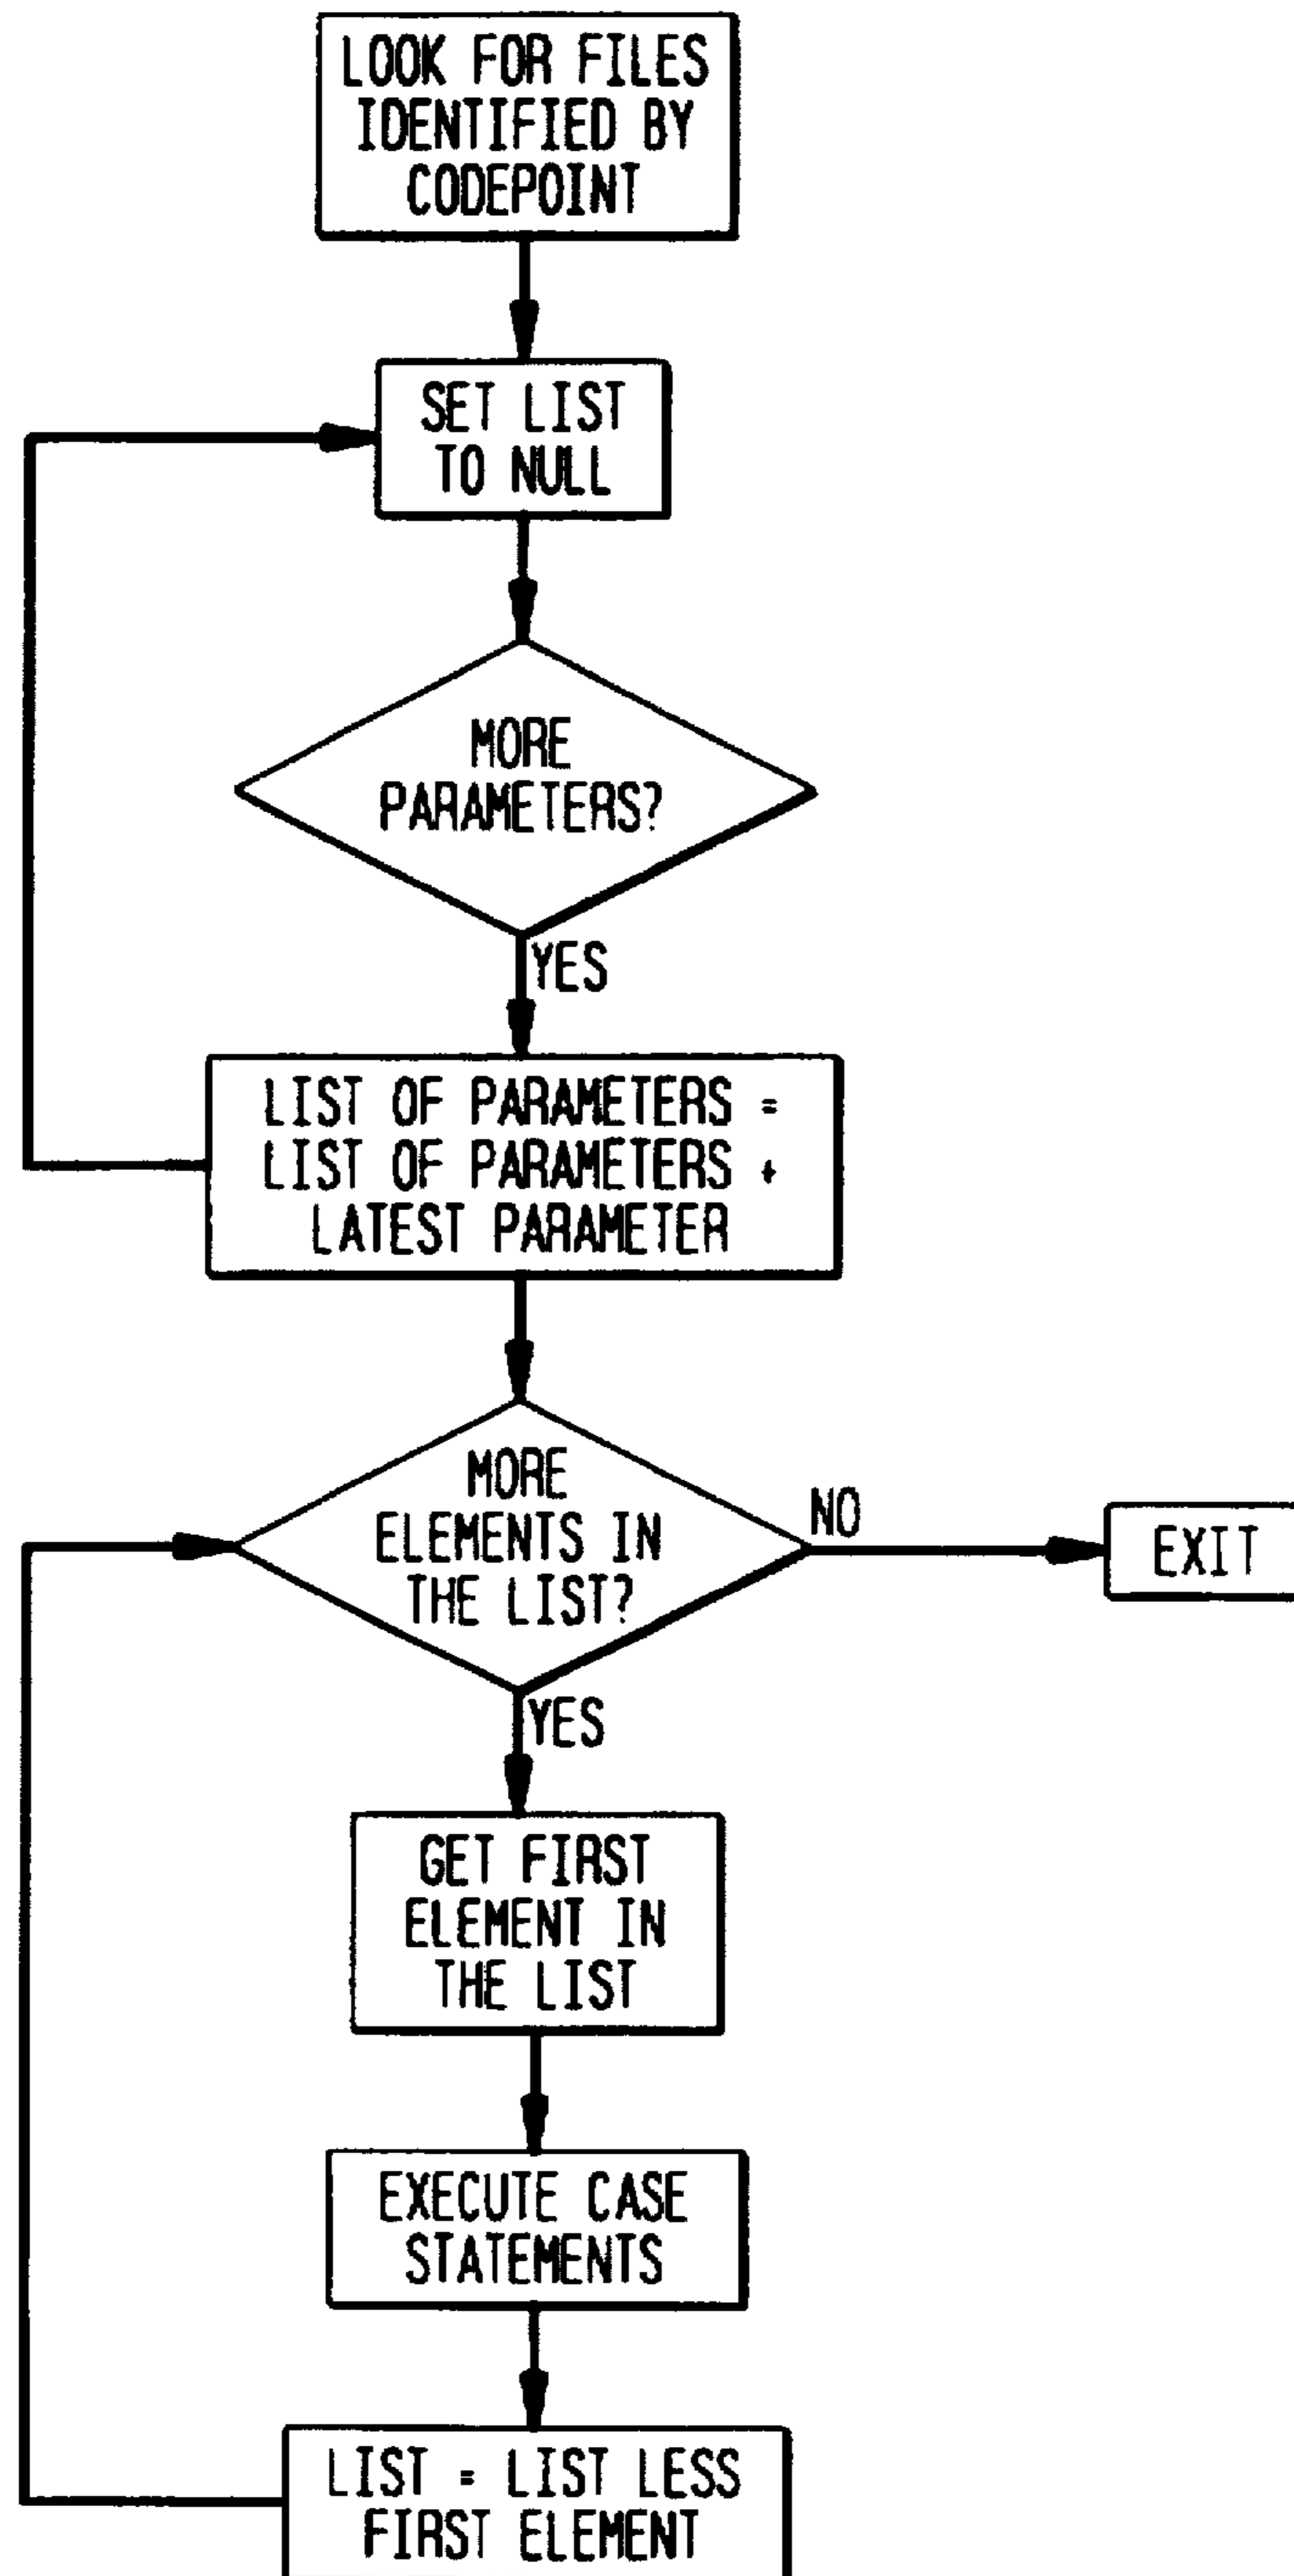 LOOK FOR FILES
IDENTIFIED BY
CODEPOINT
SET LIST
TO NULL
MORE
PARAMETERS?
YES
LIST OF PARAMETERS =
LIST OF PARAMETERS +
LATEST PARAMETER
MORE
ELEMENTS IN
THE LIST?
NO
EXIT
YES
GET FIRST
ELEMENT IN
THE LIST
EXECUTE CASE
STATEMENTS
LIST = LIST LESS
FIRST ELEMENT